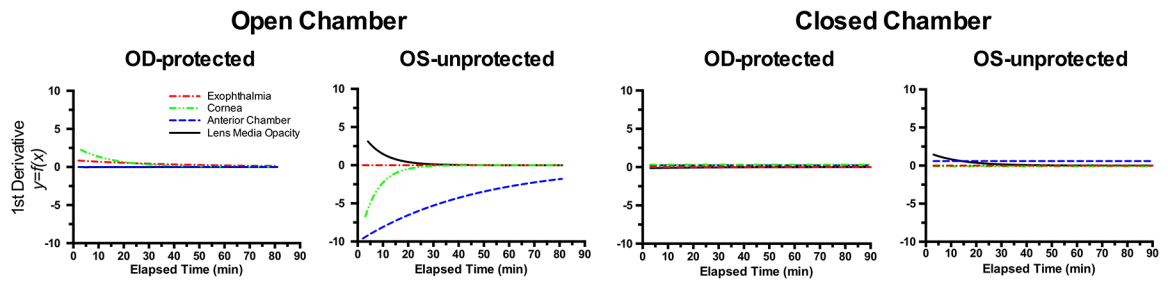 Open Chamber
Closed Chamber
OD-protected
OS-unprotected
OD-protected
OS-unprotected
1st Derivative
y=f(x)
10
5
0
-5
-10
0 10 20 30 40 50 60 70 80 90
Elapsed Time (min)
Exophthalmia
Cornea
Anterior Chamber
Lens Media Opacity
10
5
0
-5
-10
0 10 20 30 40 50 60 70 80 90
Elapsed Time (min)
10
5
0
-5
-10
0 10 20 30 40 50 60 70 80 90
Elapsed Time (min)
10
5
0
-5
-10
0 10 20 30 40 50 60 70 80 90
Elapsed Time (min)